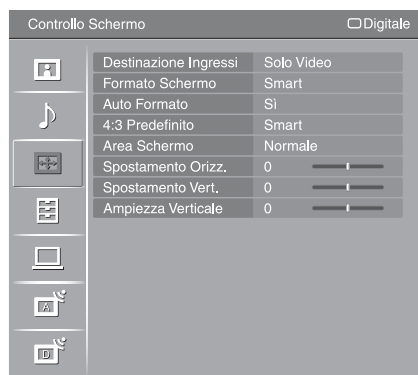 Controllo Schermo Digitale
Destinazione Ingressi Solo Video
Formato Schermo Smart
Auto Formato Sì
4:3 Predefinito Smart
Area Schermo Normale
Spostamento Orizz. 0
Spostamento Vert. 0
Ampiezza Verticale 0
A
D